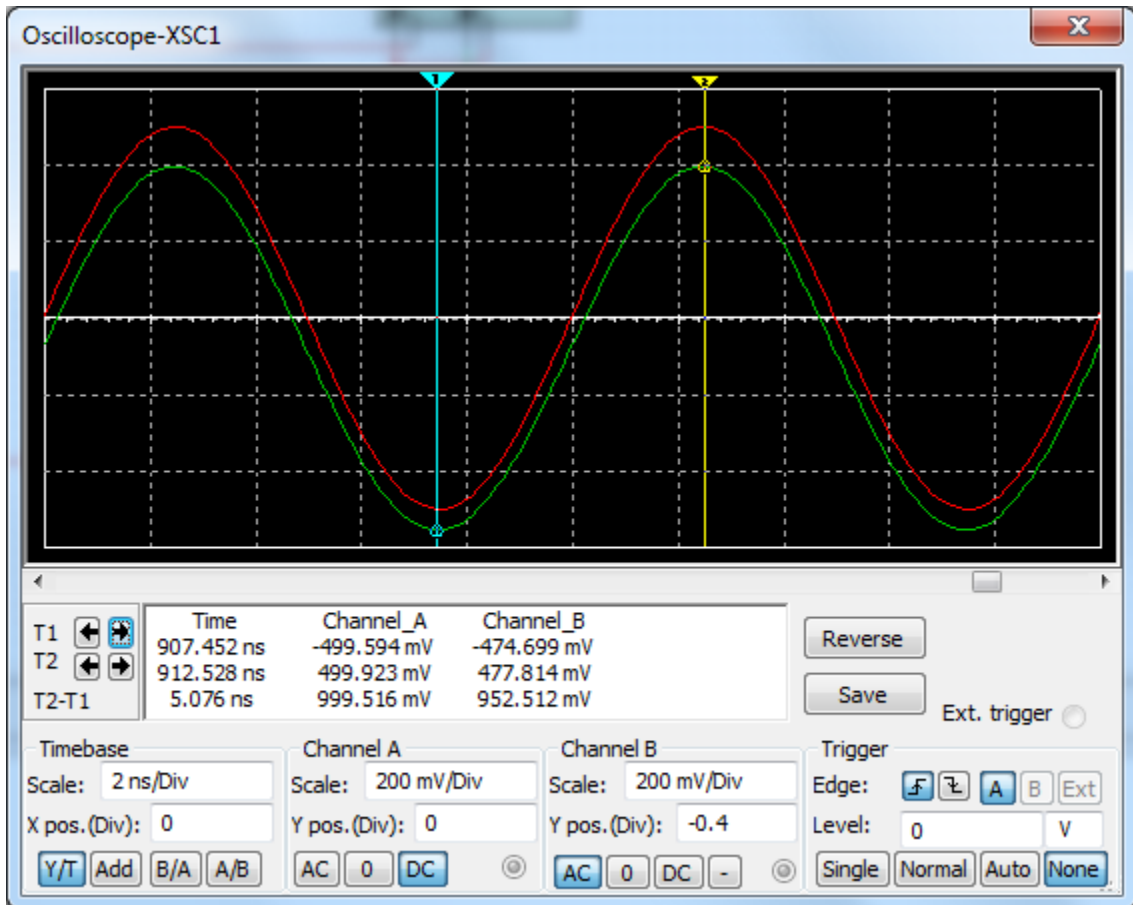 Oscilloscope-XSC1
x
1 2
Time Channel_A Channel_B
T1 907.452 ns -499.594 mV -474.699 mV
T2 912.528 ns 499.923 mV 477.814 mV
T2-T1 5.076 ns 999.516 mV 952.512 mV
Reverse
Save
Ext. trigger
Timebase
Scale: 2 ns/Div
X pos.(Div): 0
Y/T Add B/A A/B
Channel A
Scale: 200 mV/Div
Y pos.(Div): 0
AC 0 DC
Channel B
Scale: 200 mV/Div
Y pos.(Div): -0.4
AC 0 DC -
Trigger
Edge: A B Ext
Level: 0 V
Single Normal Auto None